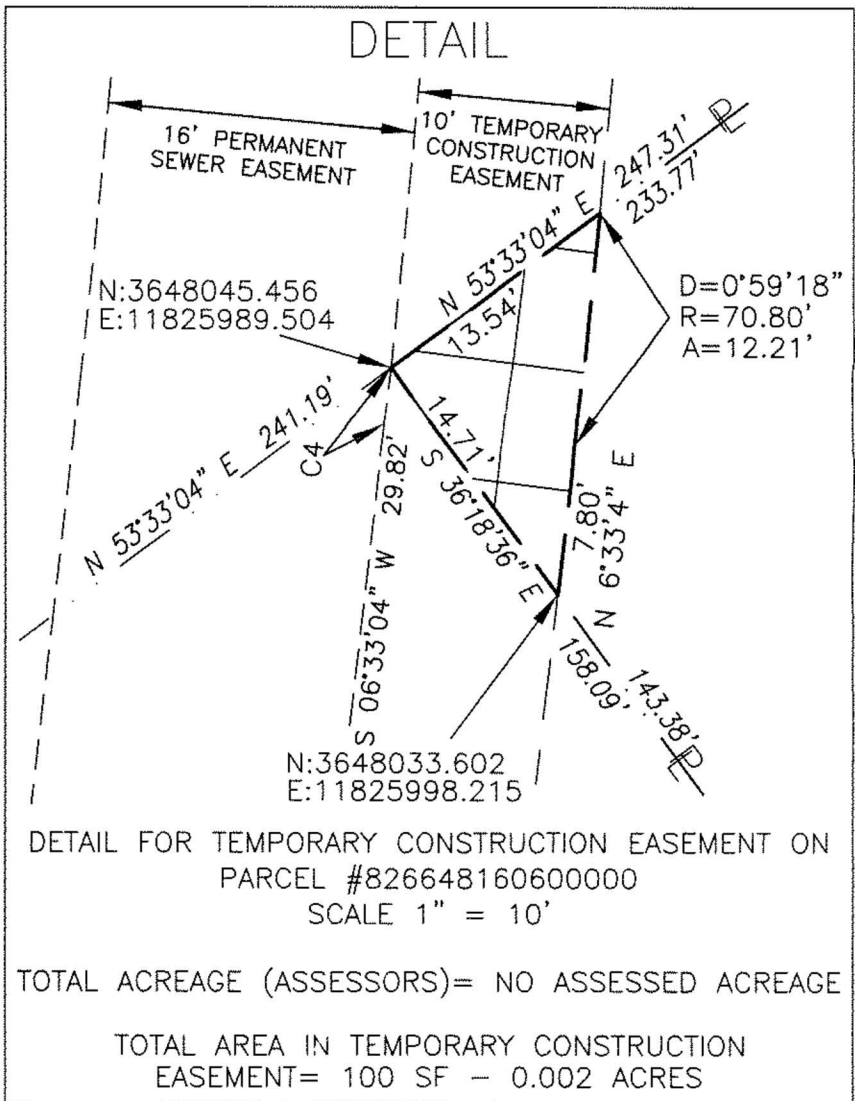 DETAIL
16' PERMANENT
SEWER EASEMENT
10' TEMPORARY
CONSTRUCTION
EASEMENT
247.31'
233.77'
PL
N:3648045.456
E:11825989.504
N 53°33'04" E
13.54'
D=0°59'18"
R=70.80'
A=12.21'
N 53°33'04" E 241.19'
C4
S 06°33'04" W 29.82'
14.71'
S 36°18'36" E
7.80'
N 6°33'4" E
158.09'
143.38'
PL
N:3648033.602
E:11825998.215
DETAIL FOR TEMPORARY CONSTRUCTION EASEMENT ON
PARCEL #826648160600000
SCALE 1" = 10'
TOTAL ACREAGE (ASSESSORS)= NO ASSESSED ACREAGE
TOTAL AREA IN TEMPORARY CONSTRUCTION
EASEMENT= 100 SF - 0.002 ACRES